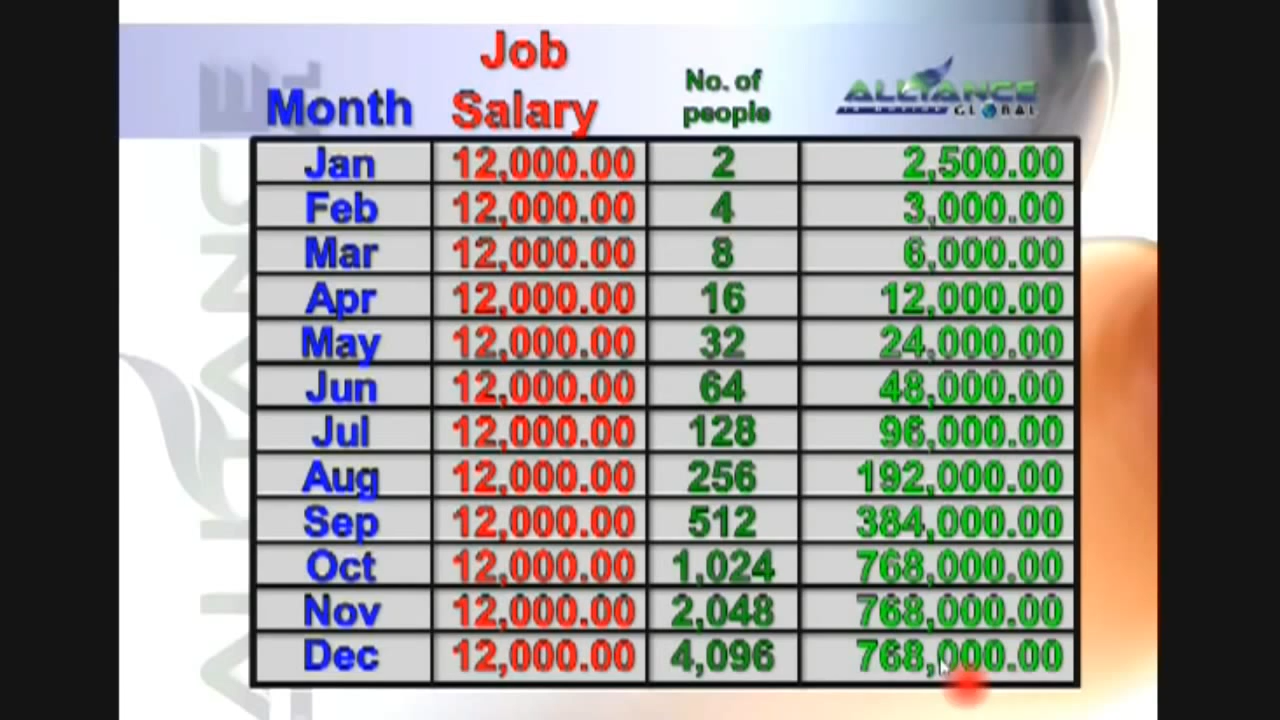 Job
Month Salary No. of people ALLIANCE
IN MOTION GLOBAL
Jan 12,000.00 2 2,500.00
Feb 12,000.00 4 3,000.00
Mar 12,000.00 8 6,000.00
Apr 12,000.00 16 12,000.00
May 12,000.00 32 24,000.00
Jun 12,000.00 64 48,000.00
Jul 12,000.00 128 96,000.00
Aug 12,000.00 256 192,000.00
Sep 12,000.00 512 384,000.00
Oct 12,000.00 1,024 768,000.00
Nov 12,000.00 2,048 768,000.00
Dec 12,000.00 4,096 768,000.00